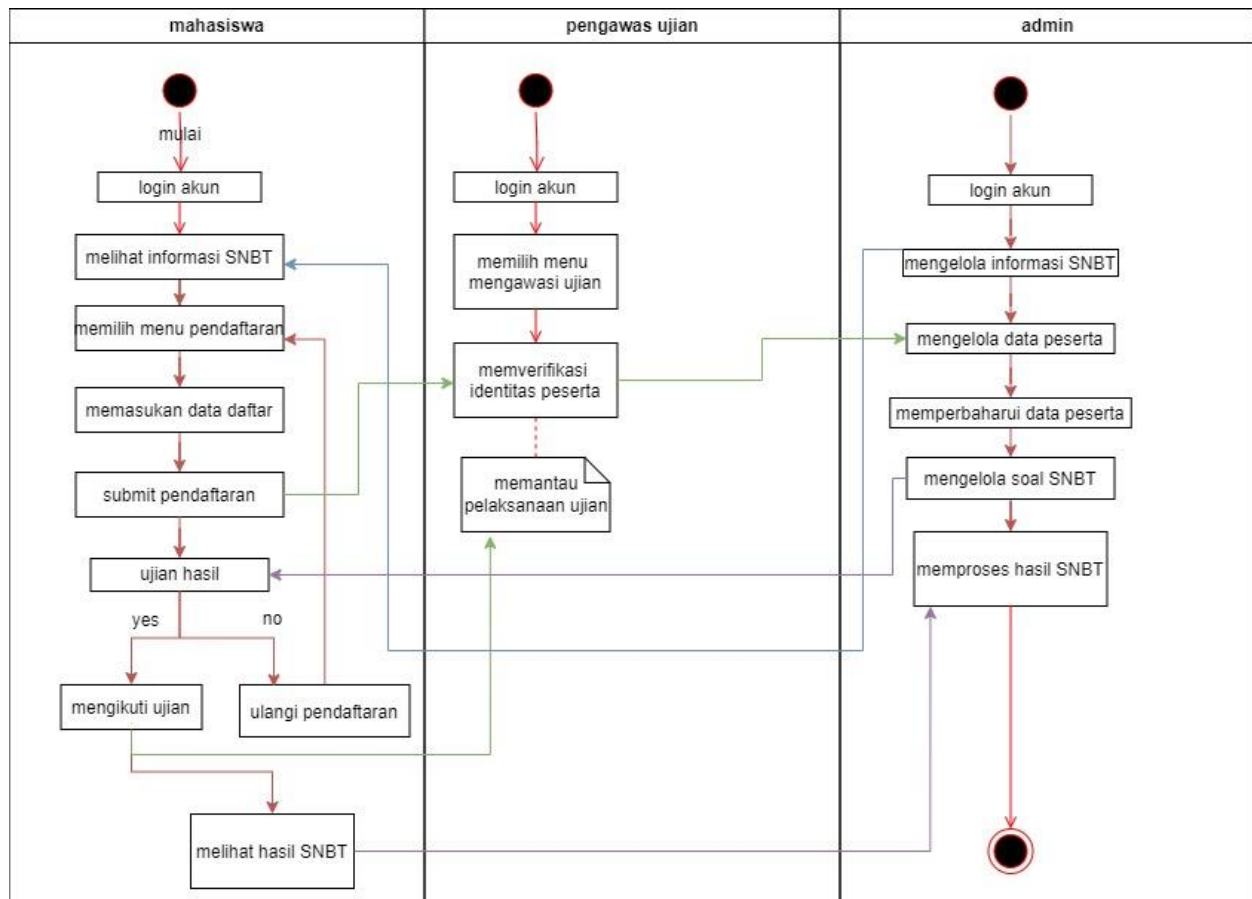 mahasiswa
pengawas ujian
admin
mulai
login akun
melihat informasi SNBT
memilih menu pendaftaran
memasukan data daftar
submit pendaftaran
ujian hasil
yes
no
mengikuti ujian
ulangi pendaftaran
melihat hasil SNBT
login akun
memilih menu
mengawasi ujian
memverifikasi
identitas peserta
memantau
pelaksanaan ujian
login akun
mengelola informasi SNBT
mengelola data peserta
memperbaharui data peserta
mengelola soal SNBT
memproses hasil SNBT